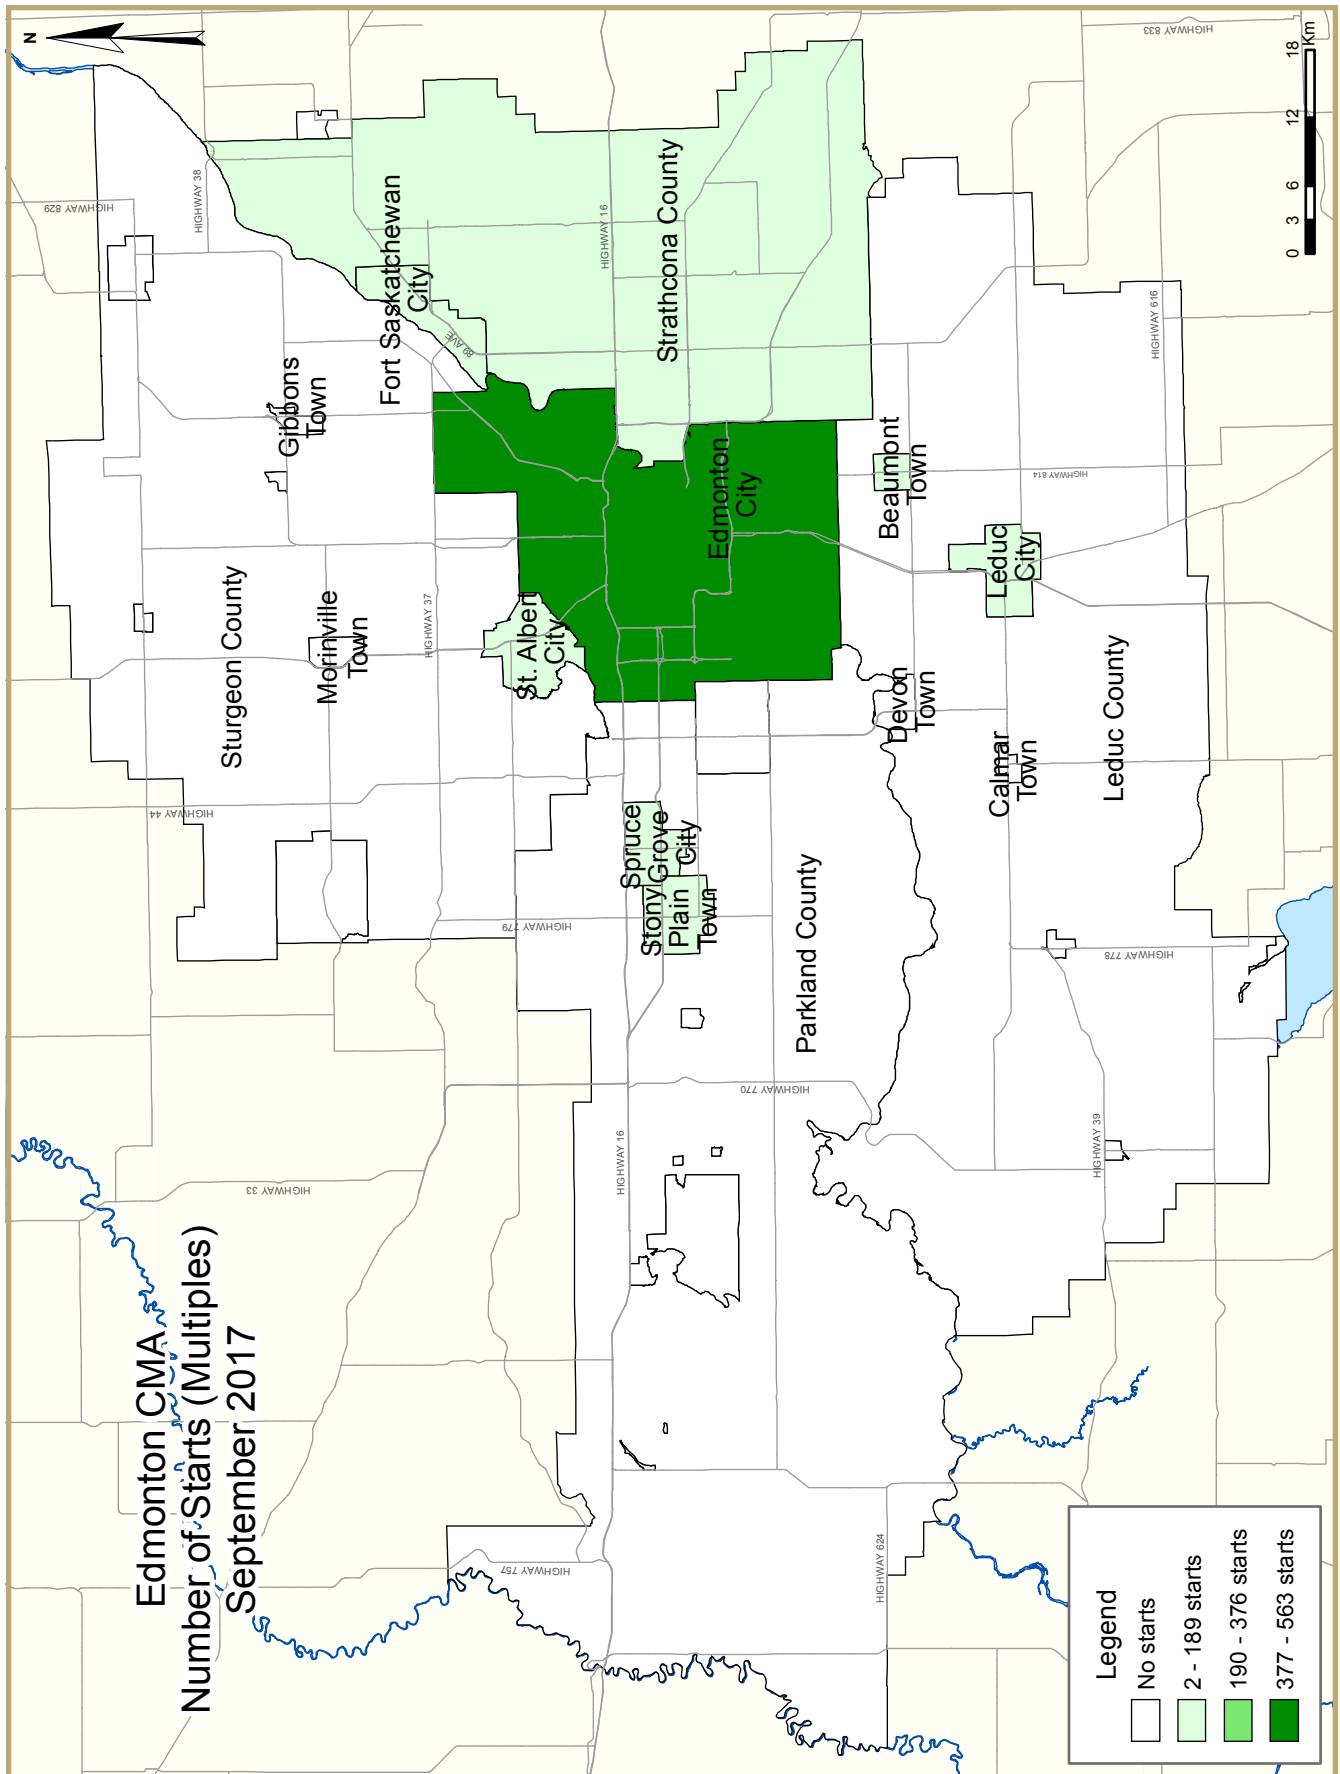 Edmonton CMA
Number of Starts (Multiples)
September 2017
N
HIGHWAY 829
HIGHWAY 38
HIGHWAY 833
Gibbons
Town
Fort Saskatchewan
City
89 AVE
HIGHWAY 16
Strathcona County
Sturgeon County
Morinville
Town
HIGHWAY 37
HIGHWAY 44
St. Albert
City
Edmonton
City
Beaumont
Town
HIGHWAY 814
HIGHWAY 616
Leduc
City
Devon
Town
Calmar
Town
Leduc County
Spruce
Grove
City
Stony
Plain
Town
HIGHWAY 779
Parkland County
HIGHWAY 778
HIGHWAY 770
HIGHWAY 16
HIGHWAY 39
HIGHWAY 33
HIGHWAY 757
HIGHWAY 624
0 3 6 12 18
Km
Legend
No starts
2 - 189 starts
190 - 376 starts
377 - 563 starts